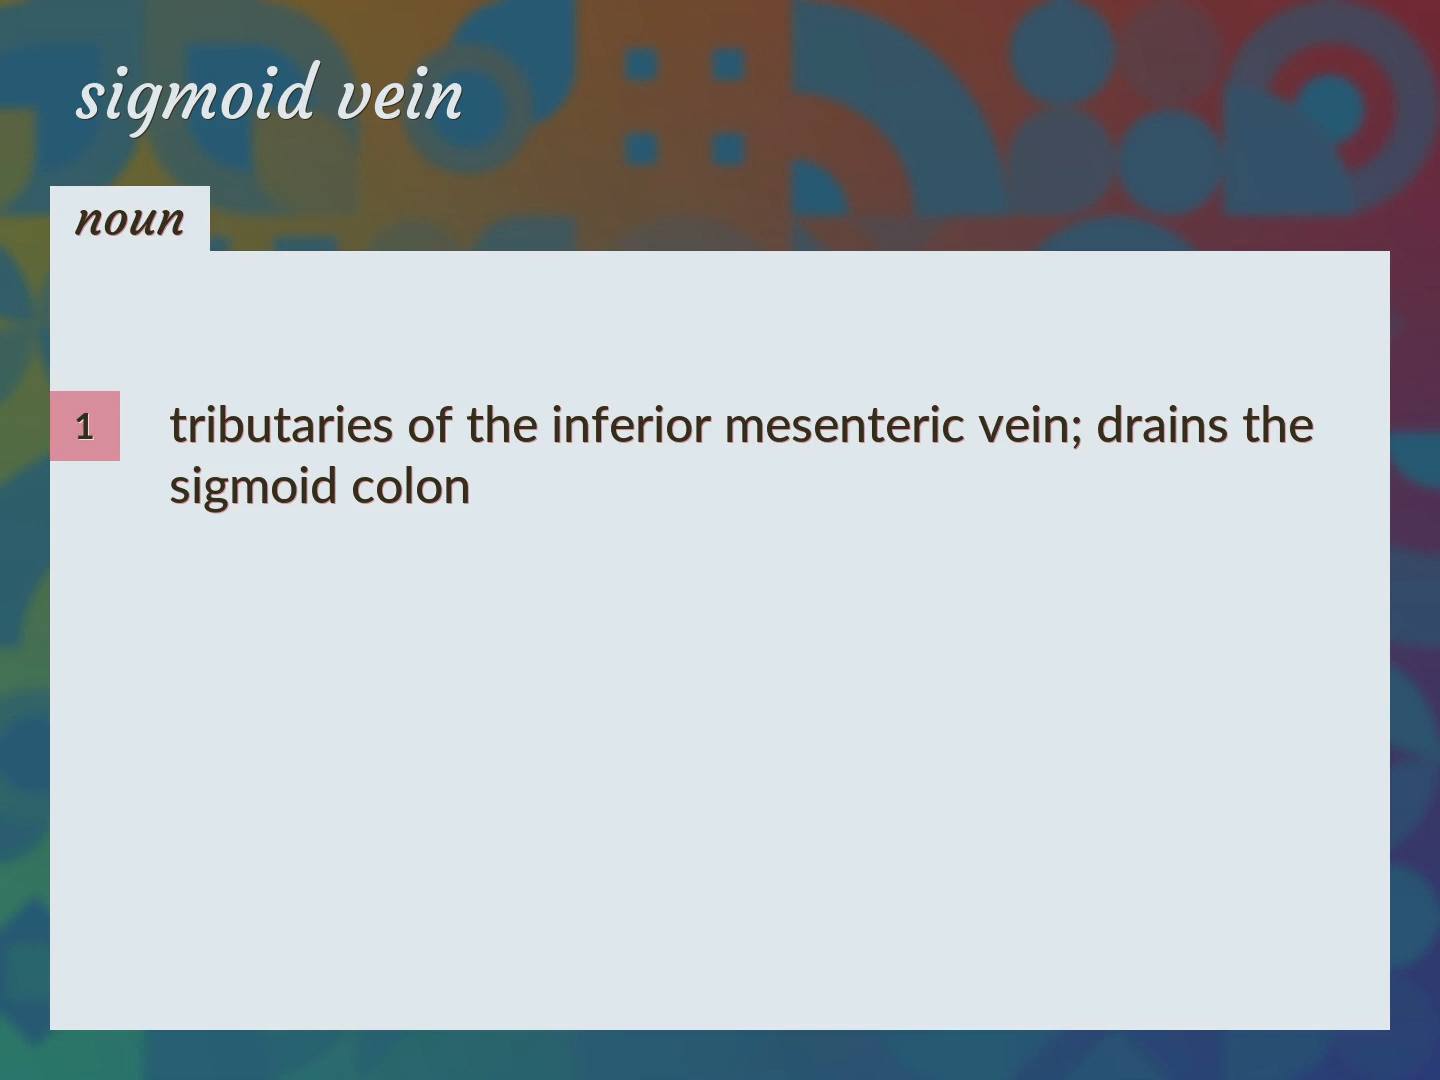 sigmoid vein
noun
1 tributaries of the inferior mesenteric vein; drains the
sigmoid colon